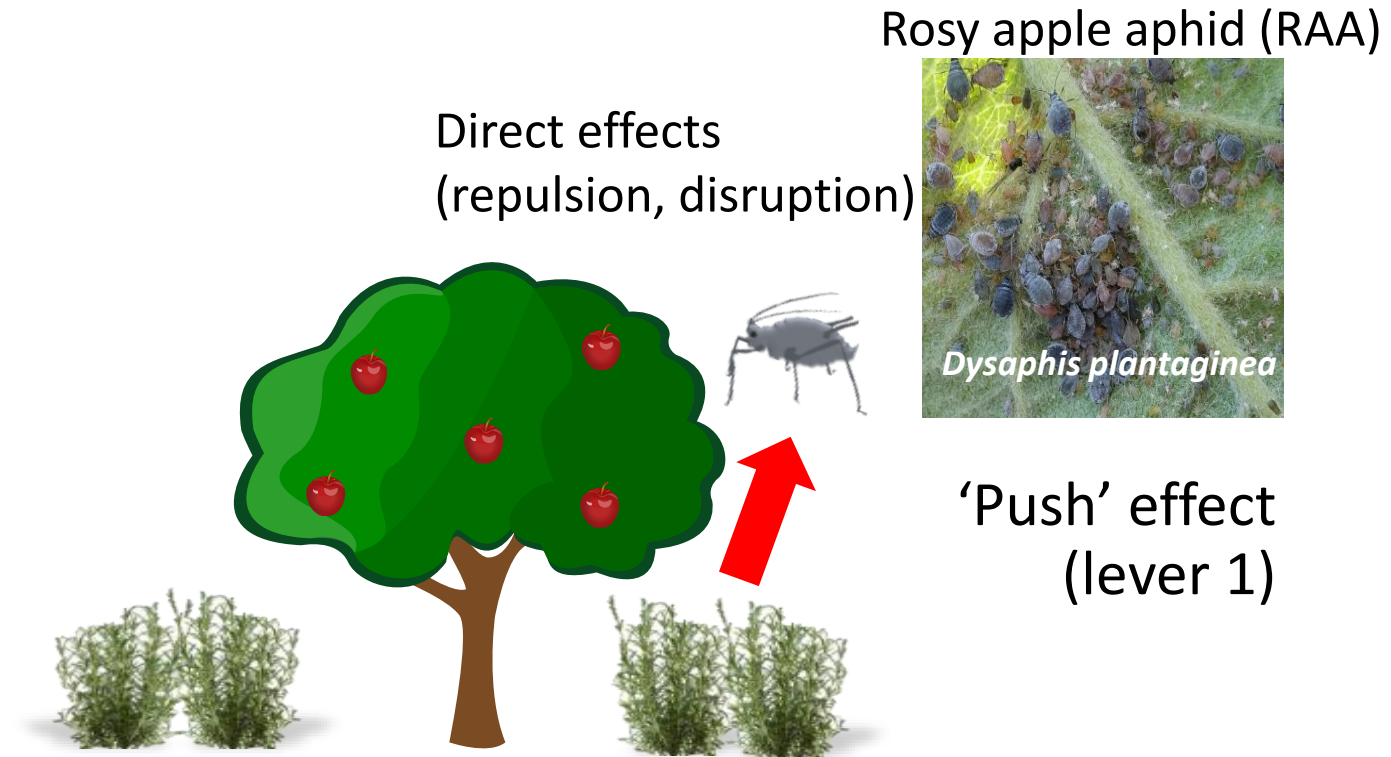 Rosy apple aphid (RAA)
Direct effects
(repulsion, disruption)
Dysaphis plantaginea
‘Push’ effect
(lever 1)